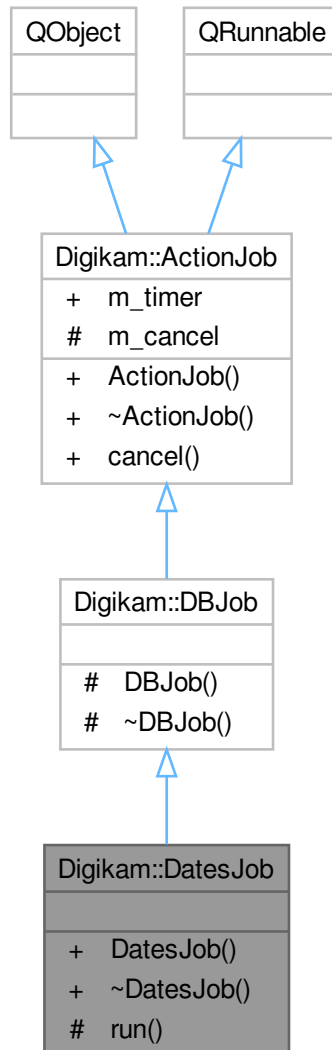 QObject
QRunnable
Digikam::ActionJob
+ m_timer
# m_cancel
+ ActionJob()
+ ~ActionJob()
+ cancel()
Digikam::DBJob
# DBJob()
# ~DBJob()
Digikam::DatesJob
+ DatesJob()
+ ~DatesJob()
# run()